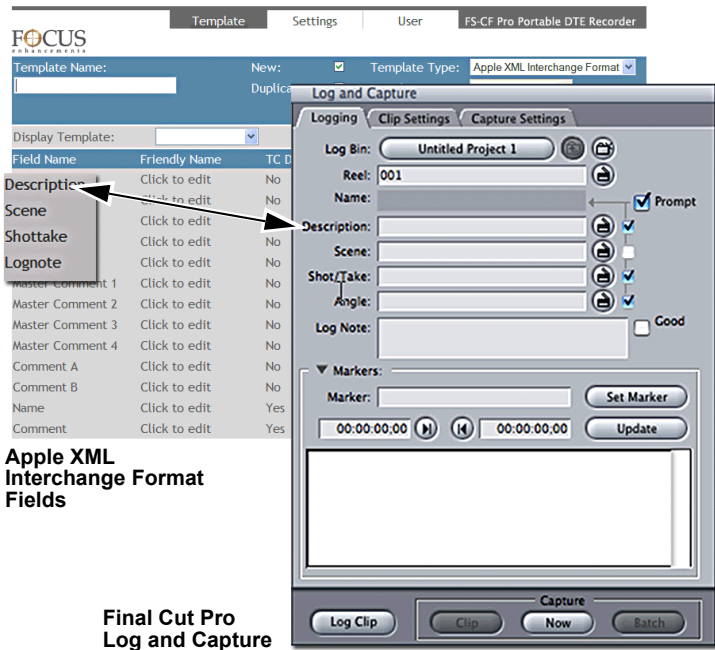 Template Settings User FS-CF Pro Portable DTE Recorder
FOCUS
enhancements
Template Name: New: Template Type: Apple XML Interchange Format
Display Template:
Field Name Friendly Name TC D
Description Click to edit No
Scene Click to edit No
Shottake Click to edit No
Lognote Click to edit No
Click to edit No
Master Comment 1 Click to edit No
Master Comment 2 Click to edit No
Master Comment 3 Click to edit No
Master Comment 4 Click to edit No
Comment A Click to edit No
Comment B Click to edit No
Name Click to edit Yes
Comment Click to edit Yes
Apple XML
Interchange Format
Fields
Log and Capture
Logging Clip Settings Capture Settings
Log Bin: Untitled Project 1
Reel: 001
Name: Prompt
Description:
Scene:
Shot/Take:
Angle:
Log Note: Good
Markers:
Marker: Set Marker
00:00:00;00 00:00:00;00 Update
Capture
Log Clip Clip Now Batch
Final Cut Pro
Log and Capture